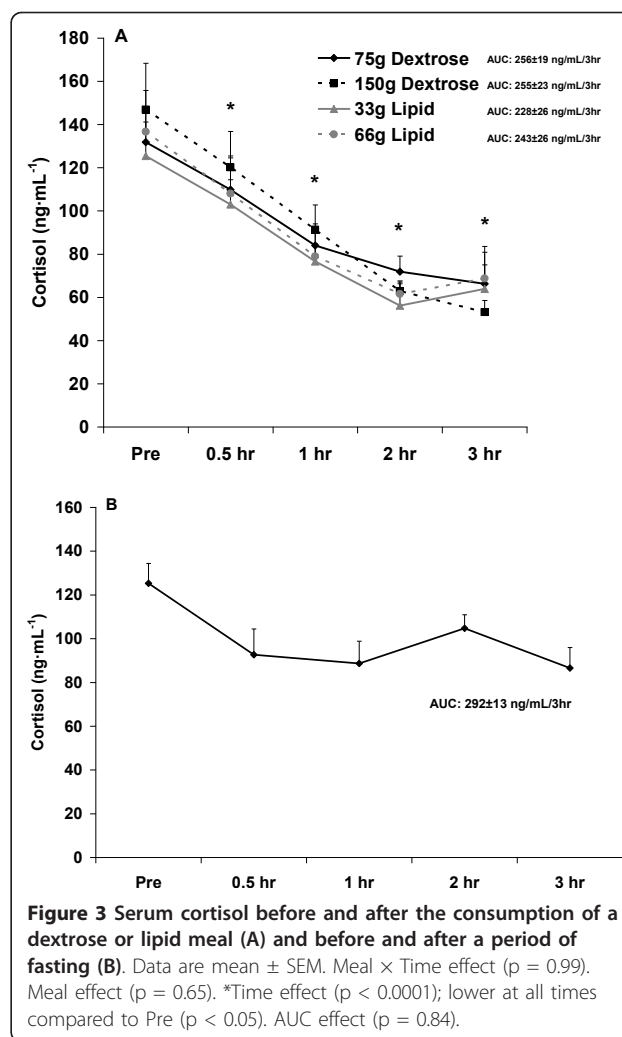 A
75g Dextrose AUC: 256±19 ng/mL/3hr
150g Dextrose AUC: 255±23 ng/mL/3hr
33g Lipid AUC: 228±26 ng/mL/3hr
66g Lipid AUC: 243±26 ng/mL/3hr
Cortisol (ng·mL⁻¹)
180
160
140
120
100
80
60
40
20
0
* * * *
Pre 0.5 hr 1 hr 2 hr 3 hr
B
Cortisol (ng·mL⁻¹)
160
140
120
100
80
60
40
20
0
AUC: 292±13 ng/mL/3hr
Pre 0.5 hr 1 hr 2 hr 3 hr
Figure 3 Serum cortisol before and after the consumption of a
dextrose or lipid meal (A) and before and after a period of
fasting (B). Data are mean ± SEM. Meal × Time effect (p = 0.99).
Meal effect (p = 0.65). *Time effect (p < 0.0001); lower at all times
compared to Pre (p < 0.05). AUC effect (p = 0.84).